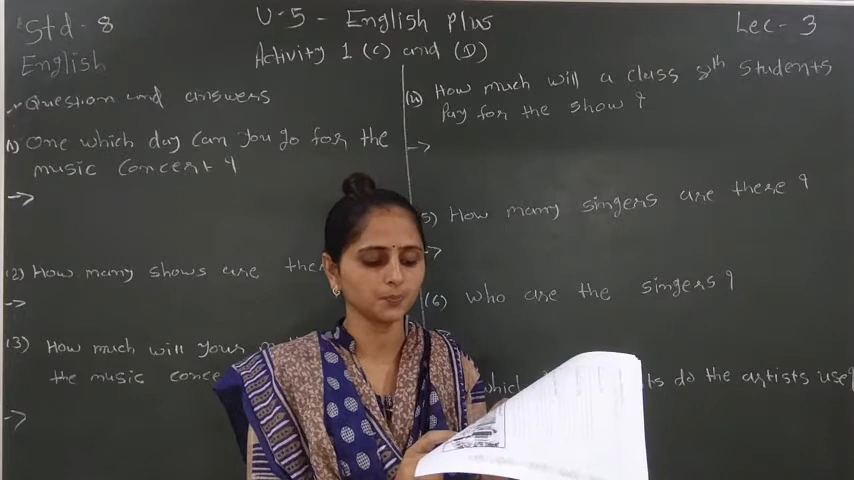 Std - 8
U-5 - English Plus
Lec - 3
English
Activity 1 (C) and (D)
Question and answers
(1) One which day can you go for the
music concert ?
→
(2) How many shows are
→
(3) How much will your
the music
→
(4) How much will a class 8th students
Pay for the show ?
→
5) How many singers are there ?
→
(6) who are the singers ?
which
do the artists use?